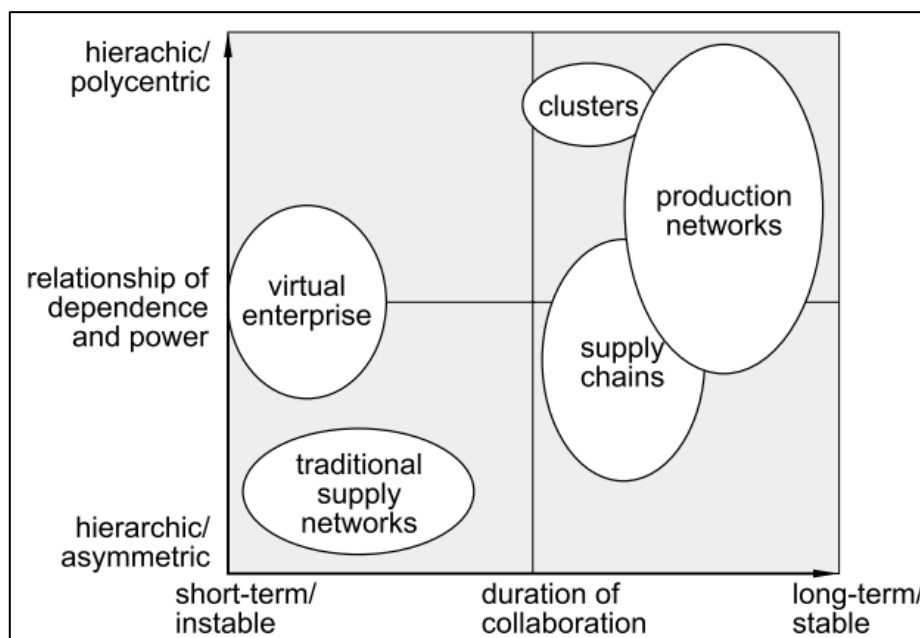 hierachic/
polycentric
clusters
production
networks
relationship of
dependence
and power
virtual
enterprise
supply
chains
traditional
supply
networks
hierarchic/
asymmetric
short-term/
instable
duration of
collaboration
long-term/
stable